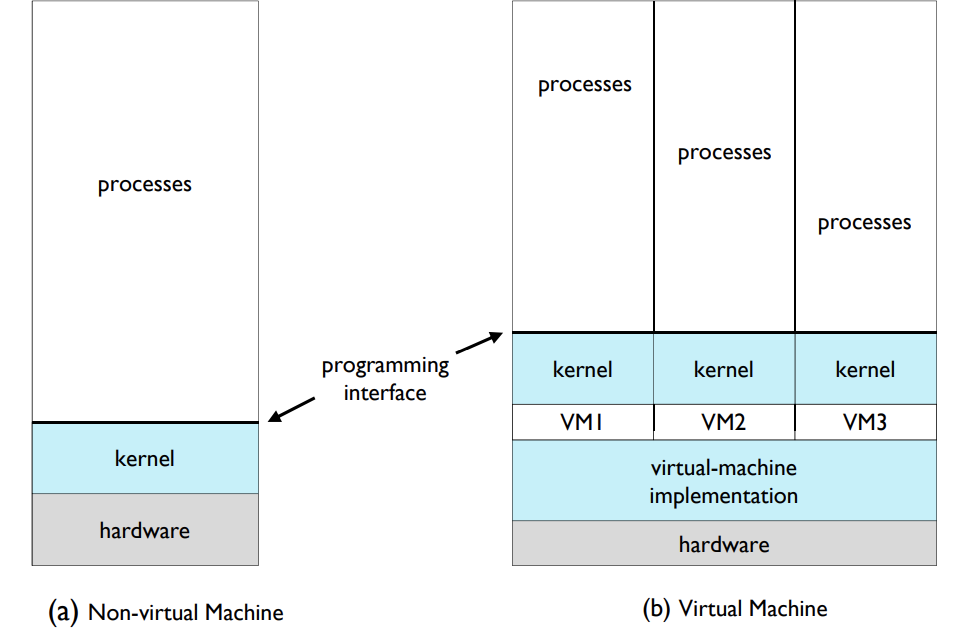 processes
kernel
hardware
(a) Non-virtual Machine
programming
interface
processes
processes
processes
kernel
kernel
kernel
VM1
VM2
VM3
virtual-machine
implementation
hardware
(b) Virtual Machine